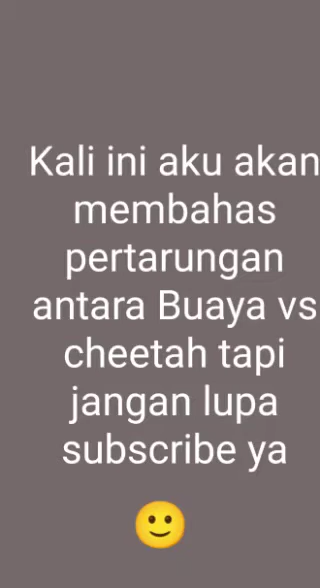 Kali ini aku akan
membahas
pertarungan
antara Buaya vs
cheetah tapi
jangan lupa
subscribe ya
🙂